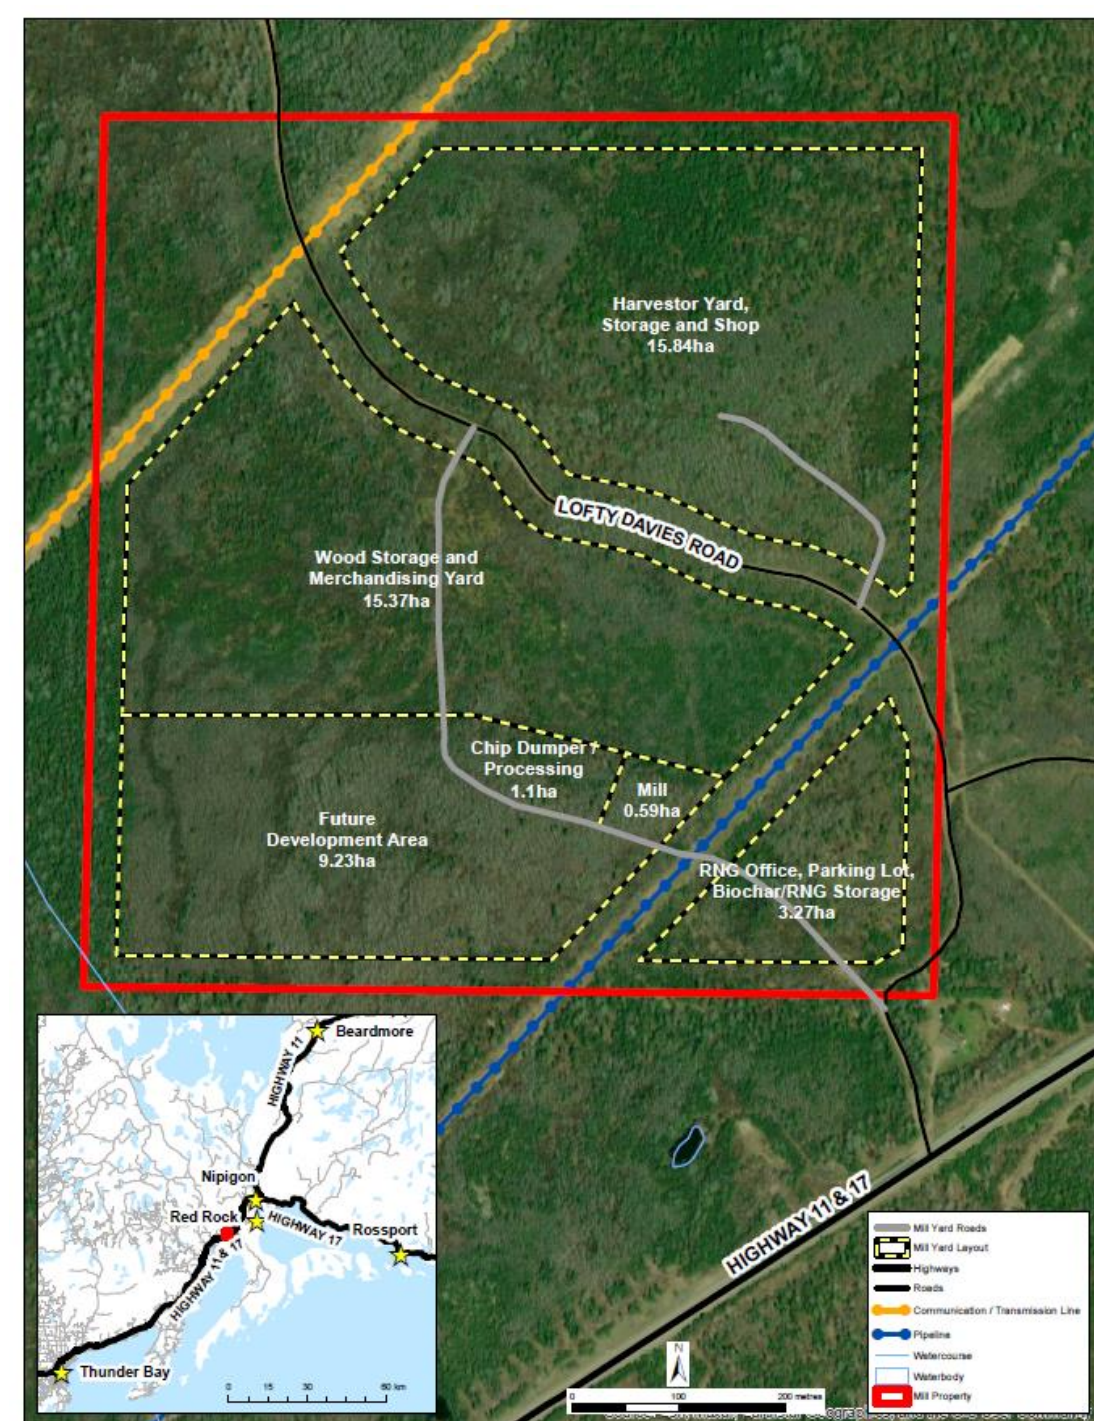 Harvestor Yard,
Storage and Shop
15.84ha
LOFTY DAVIES ROAD
Wood Storage and
Merchandising Yard
15.37ha
Chip Dumper /
Processing
1.1ha
Mill
0.59ha
Future
Development Area
9.23ha
RNG Office, Parking Lot,
Biochar/RNG Storage
3.27ha
HIGHWAY 11 & 17
Beardmore
HIGHWAY 11
Nipigon
Red Rock
HIGHWAY 17
Rossport
HIGHWAY 11 & 17
Thunder Bay
0 15 30 60 km
N
0 100 200 metres
Mill Yard Roads
Mill Yard Layout
Highways
Roads
Communication / Transmission Line
Pipeline
Watercourse
Waterbody
Mill Property